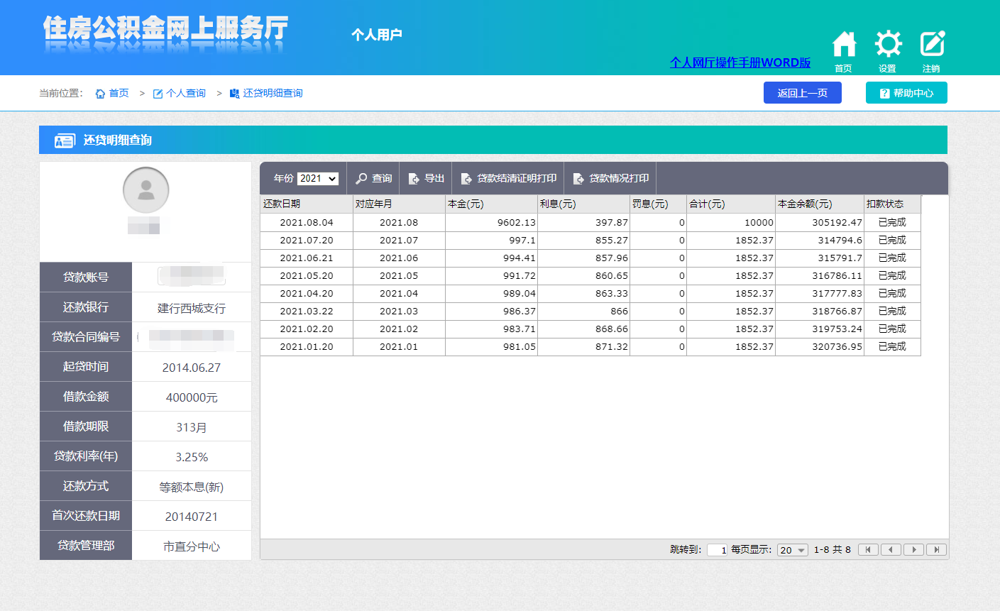 住房公积金网上服务厅
个人用户
个人网厅操作手册WORD版
首页 设置 注销
当前位置： 首页 > 个人查询 > 还贷明细查询
返回上一页 ? 帮助中心
还贷明细查询
贷款账号
还款银行 建行西城支行
贷款合同编号
起贷时间 2014.06.27
借款金额 400000元
借款期限 313月
贷款利率(年) 3.25%
还款方式 等额本息(新)
首次还款日期 20140721
贷款管理部 市直分中心
年份 2021 查询 导出 贷款结清证明打印 贷款情况打印
还款日期 对应年月 本金(元) 利息(元) 罚息(元) 合计(元) 本金余额(元) 扣款状态
2021.08.04 2021.08 9602.13 397.87 0 10000 305192.47 已完成
2021.07.20 2021.07 997.1 855.27 0 1852.37 314794.6 已完成
2021.06.21 2021.06 994.41 857.96 0 1852.37 315791.7 已完成
2021.05.20 2021.05 991.72 860.65 0 1852.37 316786.11 已完成
2021.04.20 2021.04 989.04 863.33 0 1852.37 317777.83 已完成
2021.03.22 2021.03 986.37 866 0 1852.37 318766.87 已完成
2021.02.20 2021.02 983.71 868.66 0 1852.37 319753.24 已完成
2021.01.20 2021.01 981.05 871.32 0 1852.37 320736.95 已完成
跳转到: 1 每页显示: 20 1-8 共 8